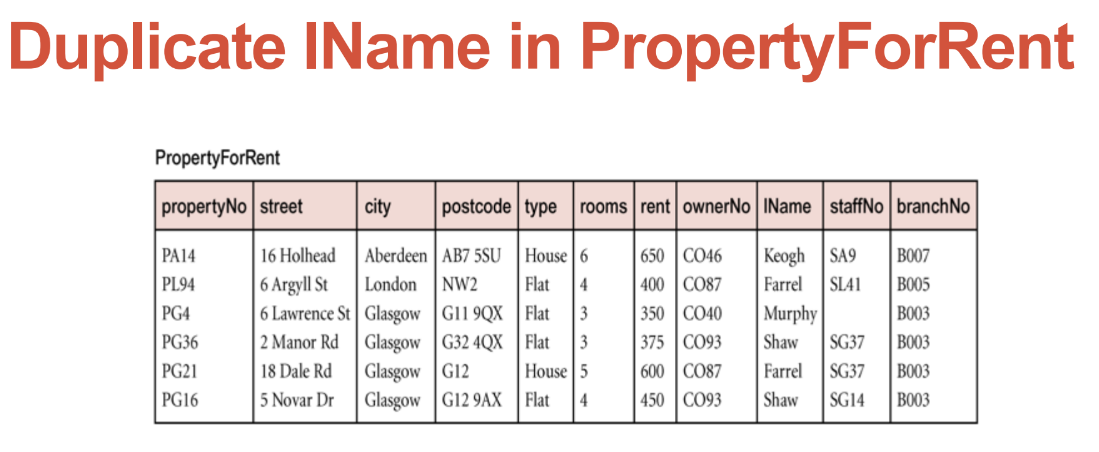 Duplicate lName in PropertyForRent
PropertyForRent
propertyNo street city postcode type rooms rent ownerNo lName staffNo branchNo
PA14 16 Holhead Aberdeen AB7 5SU House 6 650 CO46 Keogh SA9 B007
PL94 6 Argyll St London NW2 Flat 4 400 CO87 Farrel SL41 B005
PG4 6 Lawrence St Glasgow G11 9QX Flat 3 350 CO40 Murphy B003
PG36 2 Manor Rd Glasgow G32 4QX Flat 3 375 CO93 Shaw SG37 B003
PG21 18 Dale Rd Glasgow G12 House 5 600 CO87 Farrel SG37 B003
PG16 5 Novar Dr Glasgow G12 9AX Flat 4 450 CO93 Shaw SG14 B003